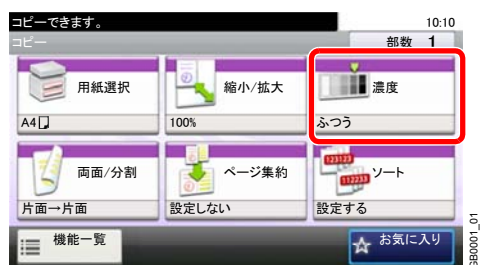 コピーできます。 10:10
コピー 部数 1
用紙選択 縮小/拡大 濃度
A4 100% ふつう
123123
112233
両面/分割 ページ集約 ソート
片面→片面 設定しない 設定する
機能一覧 お気に入り
GB0001_01